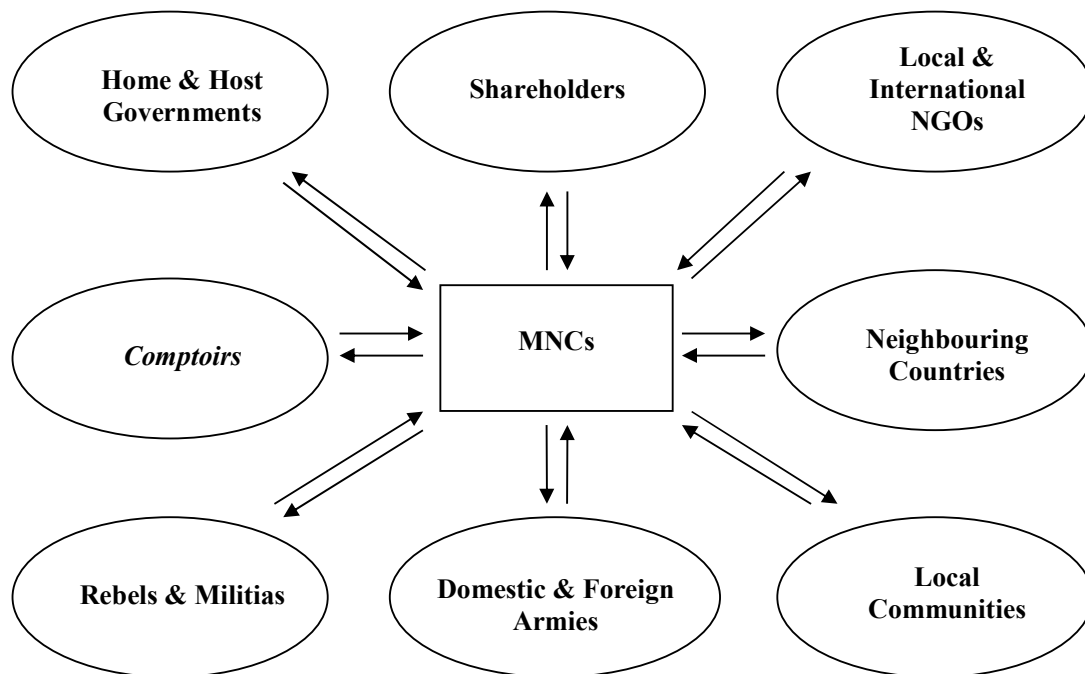 Home & Host
Governments
Shareholders
Local &
International
NGOs
Comptoirs
MNCs
Neighbouring
Countries
Rebels & Militias
Domestic & Foreign
Armies
Local
Communities